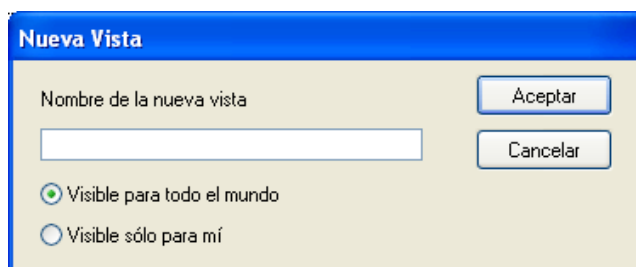 Nueva Vista
Nombre de la nueva vista
Aceptar
Cancelar
Visible para todo el mundo
Visible sólo para mí